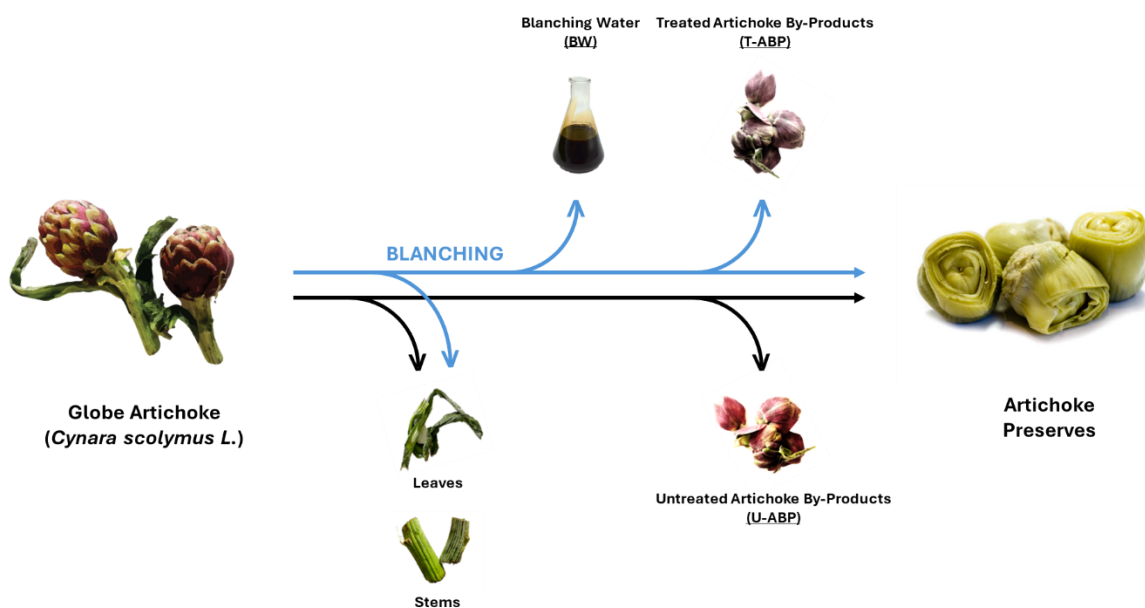 Blanching Water
(BW)
Treated Artichoke By-Products
(T-ABP)
BLANCHING
Globe Artichoke
(Cynara scolymus L.)
Artichoke
Preserves
Leaves
Untreated Artichoke By-Products
(U-ABP)
Stems